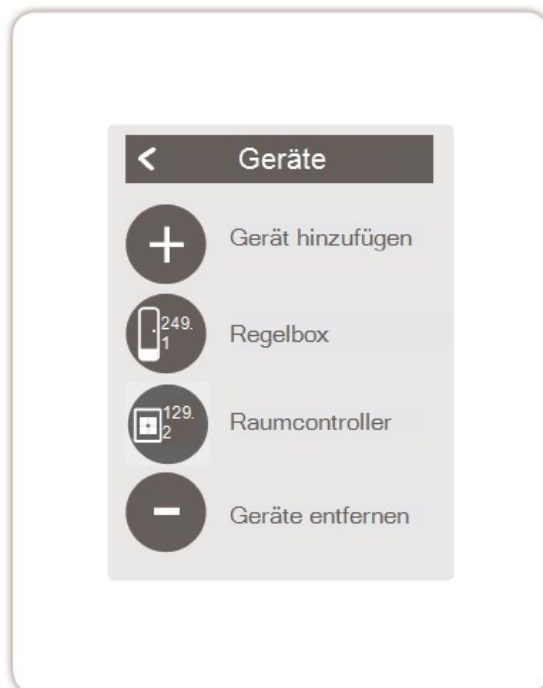 Geräte
Gerät hinzufügen
249.
1
Regelbox
129.
2
Raumcontroller
Geräte entfernen